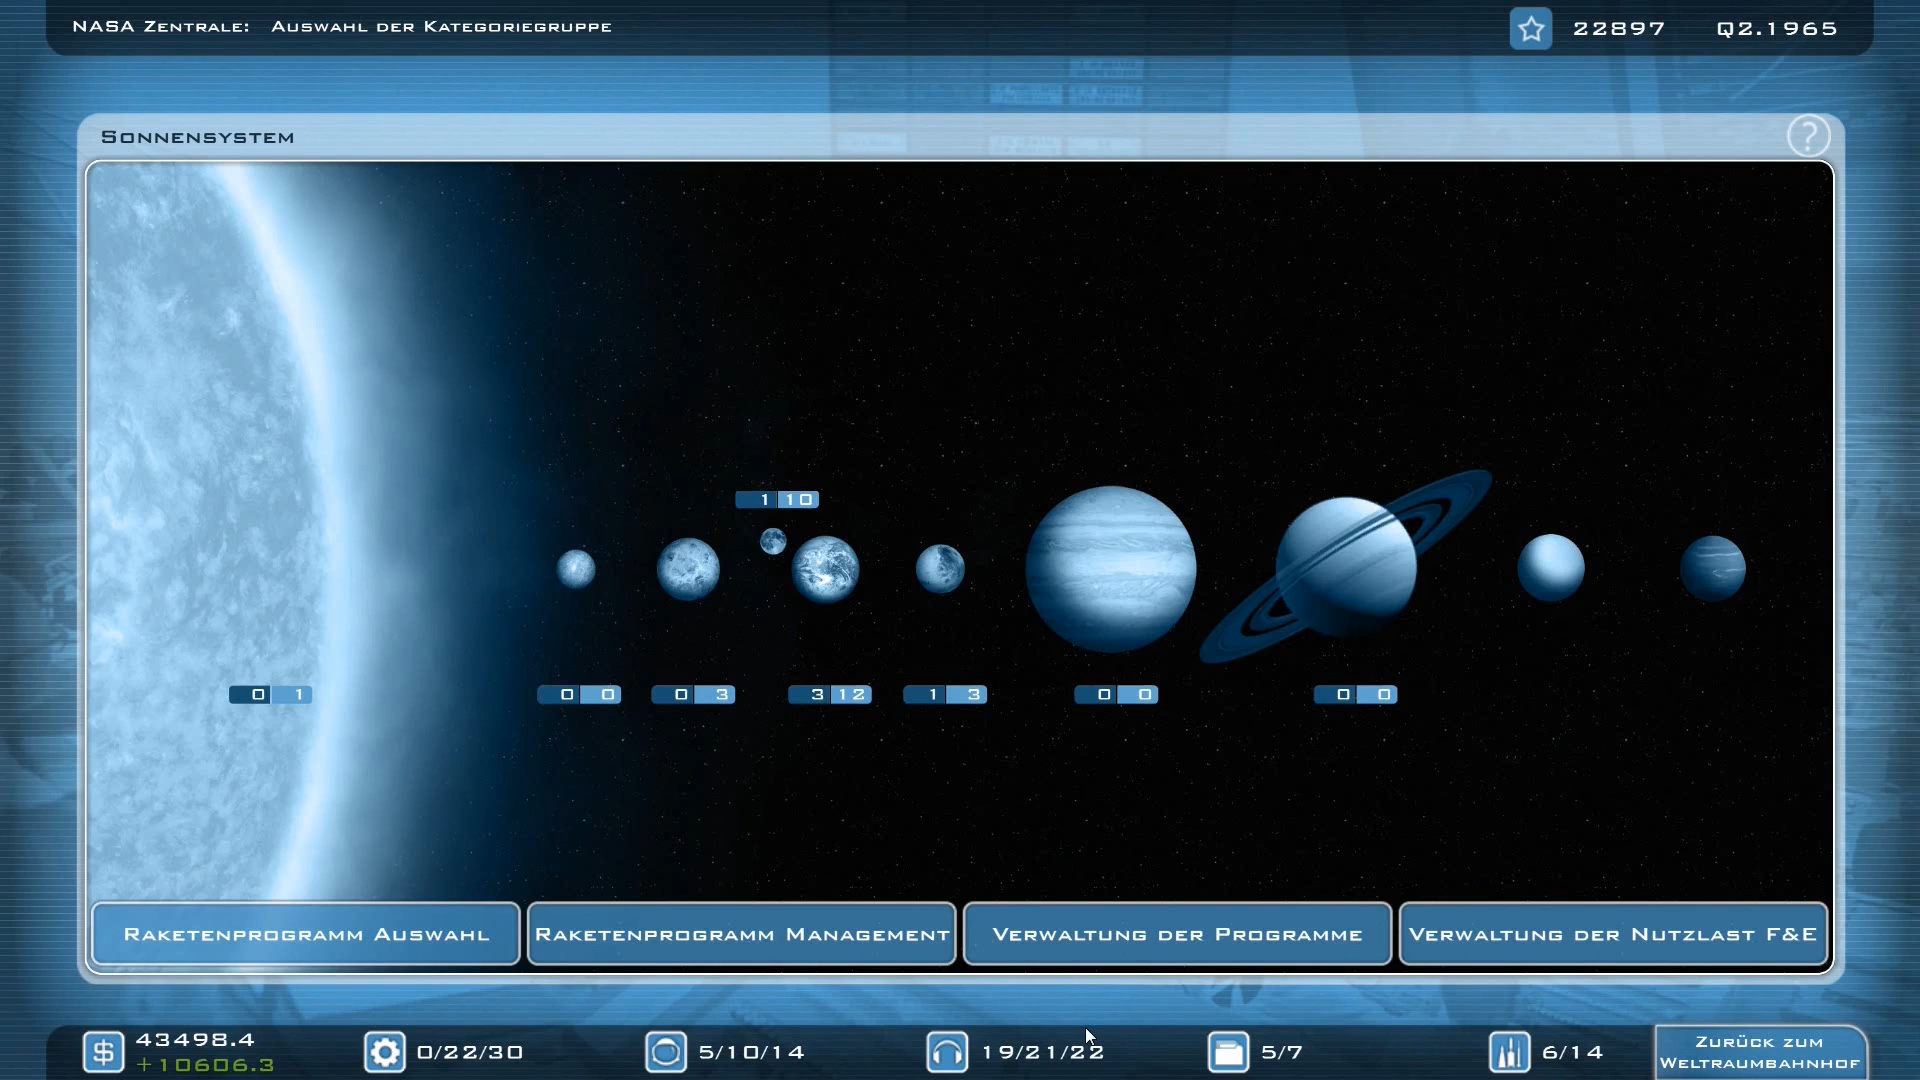 NASA Zentrale: Auswahl der Kategoriegruppe
22897
Q2.1965
Sonnensystem
?
1 10
0 1
0 0
0 3
3 12
1 3
0 0
0 0
Raketenprogramm Auswahl
Raketenprogramm Management
Verwaltung der Programme
Verwaltung der Nutzlast F&E
$
43498.4
+10606.3
0/22/30
5/10/14
19/21/22
5/7
6/14
Zurück zum
Weltraumbahnhof